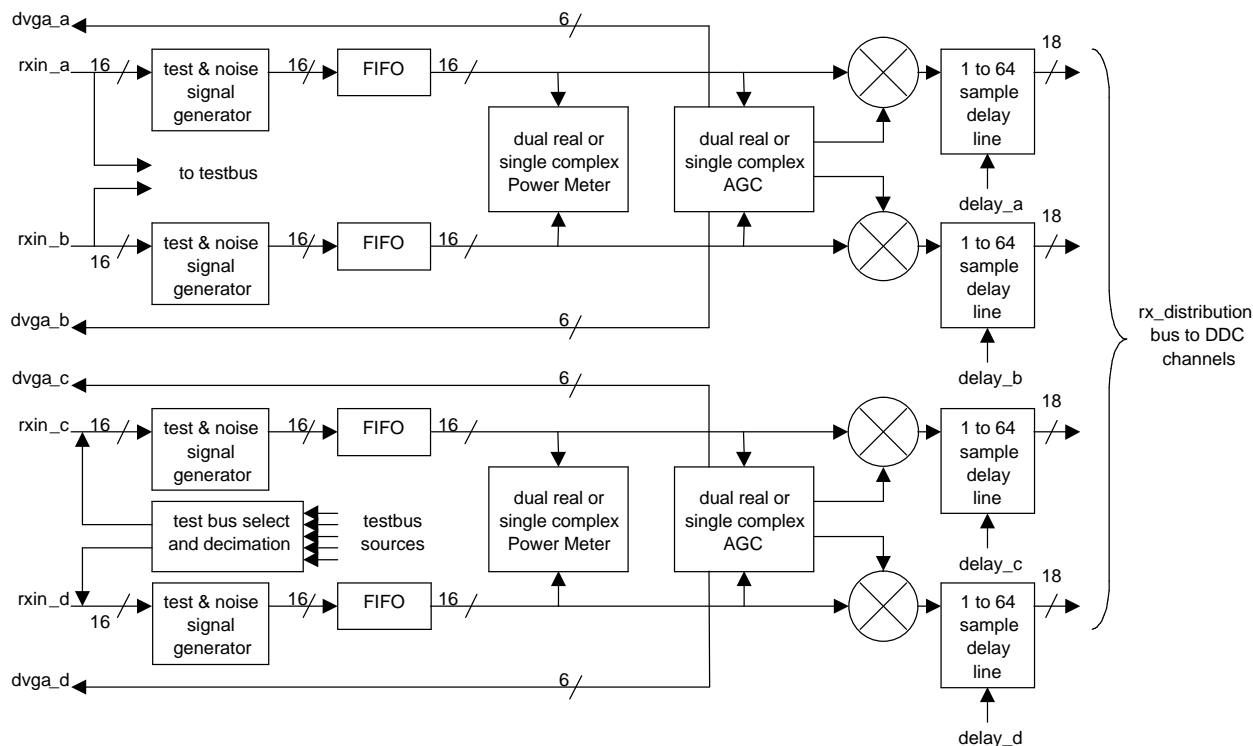 dvga_a
6
rxin_a
16
test & noise
signal
generator
16
FIFO
16
1 to 64
sample
delay
line
18
dual real or
single complex
Power Meter
dual real or
single complex
AGC
to testbus
delay_a
rxin_b
16
test & noise
signal
generator
16
FIFO
16
1 to 64
sample
delay
line
18
dvga_b
6
rx_distribution
bus to DDC
channels
delay_b
dvga_c
6
rxin_c
16
test & noise
signal
generator
16
FIFO
16
1 to 64
sample
delay
line
18
test bus select
and decimation
testbus
sources
dual real or
single complex
Power Meter
dual real or
single complex
AGC
delay_c
rxin_d
16
test & noise
signal
generator
16
FIFO
16
1 to 64
sample
delay
line
18
dvga_d
6
delay_d